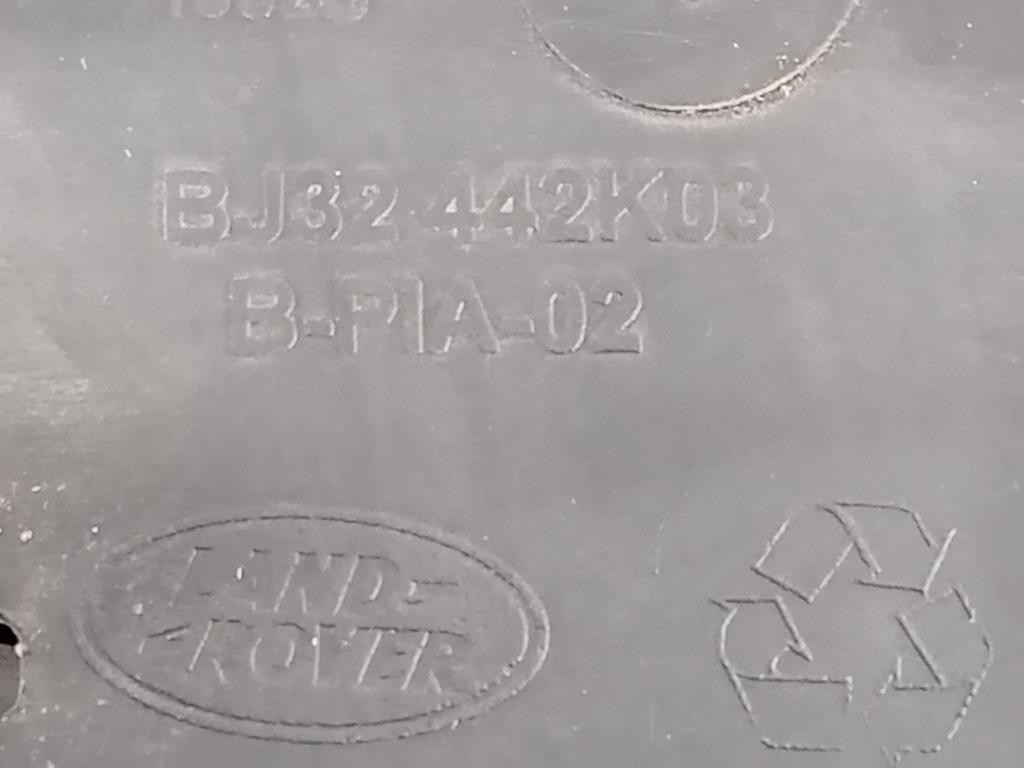 BJ32 442K03
B-PIA-02
LAND-
ROVER